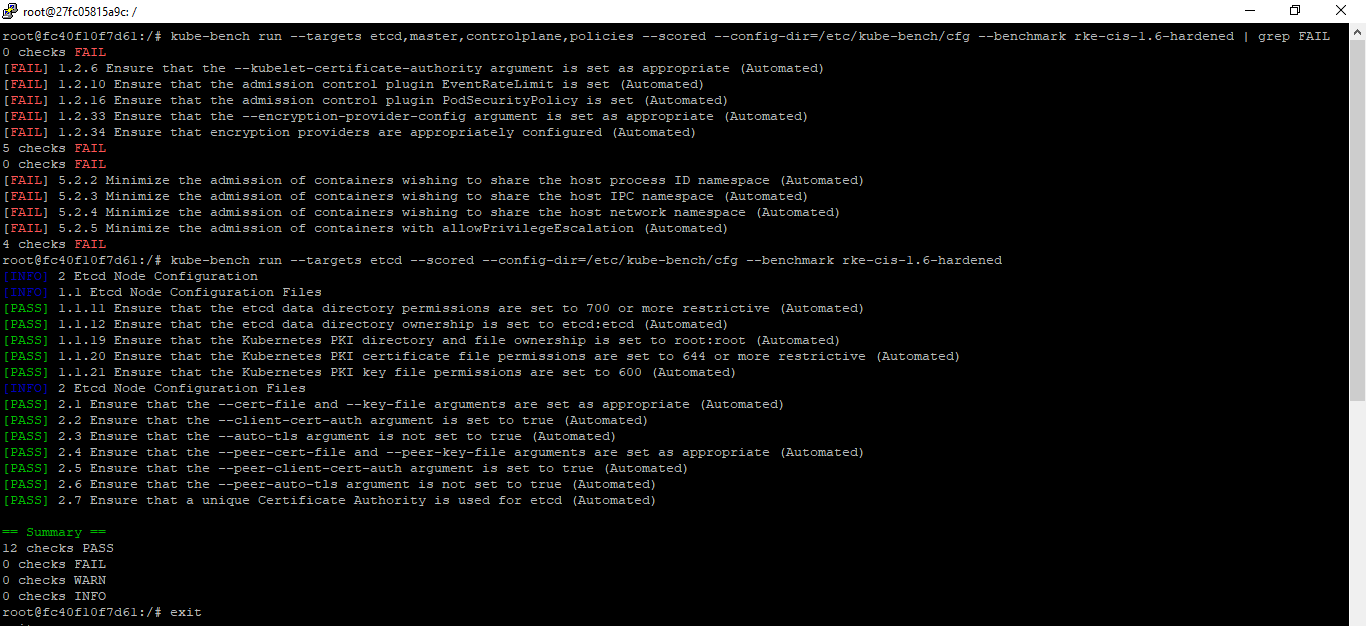 root@27fc05815a9c: /
root@fc40f10f7d61:/# kube-bench run --targets etcd,master,controlplane,policies --scored --config-dir=/etc/kube-bench/cfg --benchmark rke-cis-1.6-hardened | grep FAIL
0 checks FAIL
[FAIL] 1.2.6 Ensure that the --kubelet-certificate-authority argument is set as appropriate (Automated)
[FAIL] 1.2.10 Ensure that the admission control plugin EventRateLimit is set (Automated)
[FAIL] 1.2.16 Ensure that the admission control plugin PodSecurityPolicy is set (Automated)
[FAIL] 1.2.33 Ensure that the --encryption-provider-config argument is set as appropriate (Automated)
[FAIL] 1.2.34 Ensure that encryption providers are appropriately configured (Automated)
5 checks FAIL
0 checks FAIL
[FAIL] 5.2.2 Minimize the admission of containers wishing to share the host process ID namespace (Automated)
[FAIL] 5.2.3 Minimize the admission of containers wishing to share the host IPC namespace (Automated)
[FAIL] 5.2.4 Minimize the admission of containers wishing to share the host network namespace (Automated)
[FAIL] 5.2.5 Minimize the admission of containers with allowPrivilegeEscalation (Automated)
4 checks FAIL
root@fc40f10f7d61:/# kube-bench run --targets etcd --scored --config-dir=/etc/kube-bench/cfg --benchmark rke-cis-1.6-hardened
[INFO] 2 Etcd Node Configuration
[INFO] 1.1 Etcd Node Configuration Files
[PASS] 1.1.11 Ensure that the etcd data directory permissions are set to 700 or more restrictive (Automated)
[PASS] 1.1.12 Ensure that the etcd data directory ownership is set to etcd:etcd (Automated)
[PASS] 1.1.19 Ensure that the Kubernetes PKI directory and file ownership is set to root:root (Automated)
[PASS] 1.1.20 Ensure that the Kubernetes PKI certificate file permissions are set to 644 or more restrictive (Automated)
[PASS] 1.1.21 Ensure that the Kubernetes PKI key file permissions are set to 600 (Automated)
[INFO] 2 Etcd Node Configuration Files
[PASS] 2.1 Ensure that the --cert-file and --key-file arguments are set as appropriate (Automated)
[PASS] 2.2 Ensure that the --client-cert-auth argument is set to true (Automated)
[PASS] 2.3 Ensure that the --auto-tls argument is not set to true (Automated)
[PASS] 2.4 Ensure that the --peer-cert-file and --peer-key-file arguments are set as appropriate (Automated)
[PASS] 2.5 Ensure that the --peer-client-cert-auth argument is set to true (Automated)
[PASS] 2.6 Ensure that the --peer-auto-tls argument is not set to true (Automated)
[PASS] 2.7 Ensure that a unique Certificate Authority is used for etcd (Automated)
== Summary ==
12 checks PASS
0 checks FAIL
0 checks WARN
0 checks INFO
root@fc40f10f7d61:/# exit